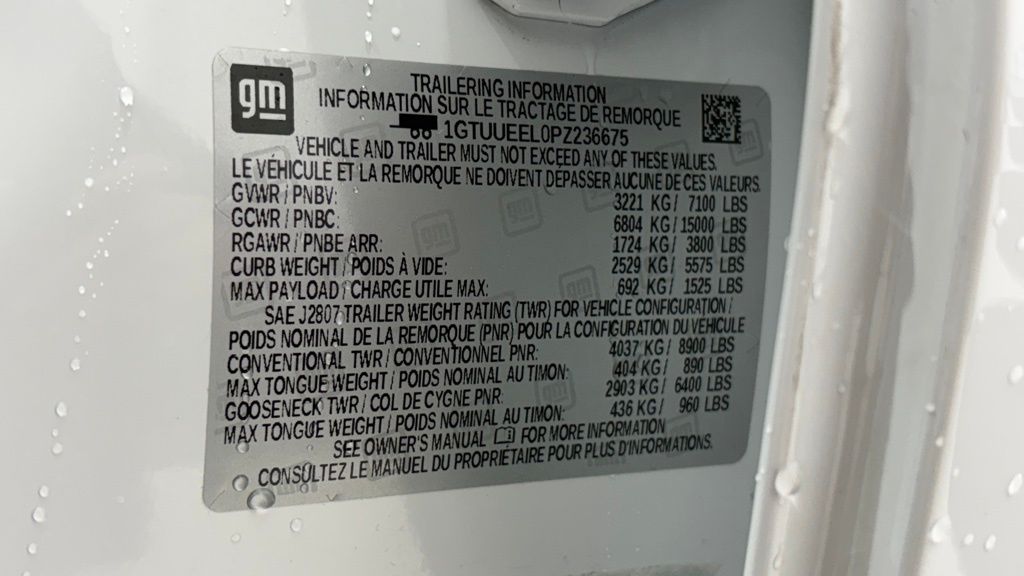 gm
TRAILERING INFORMATION
INFORMATION SUR LE TRACTAGE DE REMORQUE
1GTUUEEL0PZ236675
VEHICLE AND TRAILER MUST NOT EXCEED ANY OF THESE VALUES.
LE VÉHICULE ET LA REMORQUE NE DOIVENT DEPASSER AUCUNE DE CES VALEURS.
GVWR / PNBV: 3221 KG / 7100 LBS
GCWR / PNBC: 6804 KG / 15000 LBS
RGAWR / PNBE ARR: 1724 KG / 3800 LBS
CURB WEIGHT / POIDS À VIDE: 2529 KG / 5575 LBS
MAX PAYLOAD / CHARGE UTILE MAX: 692 KG / 1525 LBS
SAE J2807 TRAILER WEIGHT RATING (TWR) FOR VEHICLE CONFIGURATION /
POIDS NOMINAL DE LA REMORQUE (PNR) POUR LA CONFIGURATION DU VEHICULE
CONVENTIONAL TWR / CONVENTIONNEL PNR: 4037 KG / 8900 LBS
MAX TONGUE WEIGHT / POIDS NOMINAL AU TIMON: 404 KG / 890 LBS
GOOSENECK TWR / COL DE CYGNE PNR: 2903 KG / 6400 LBS
MAX TONGUE WEIGHT / POIDS NOMINAL AU TIMON: 436 KG / 960 LBS
SEE OWNER'S MANUAL FOR MORE INFORMATION
CONSULTEZ LE MANUEL DU PROPRIÉTAIRE POUR PLUS D'INFORMATIONS.